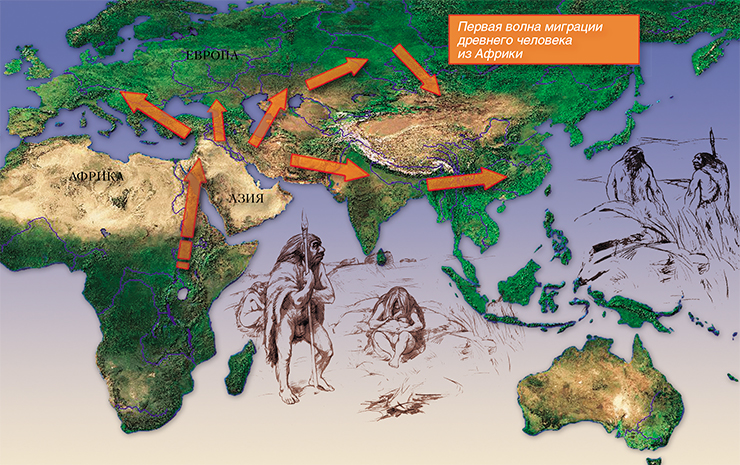 Первая волна миграции
древнего человека
из Африки
ЕВРОПА
АФРИКА
АЗИЯ